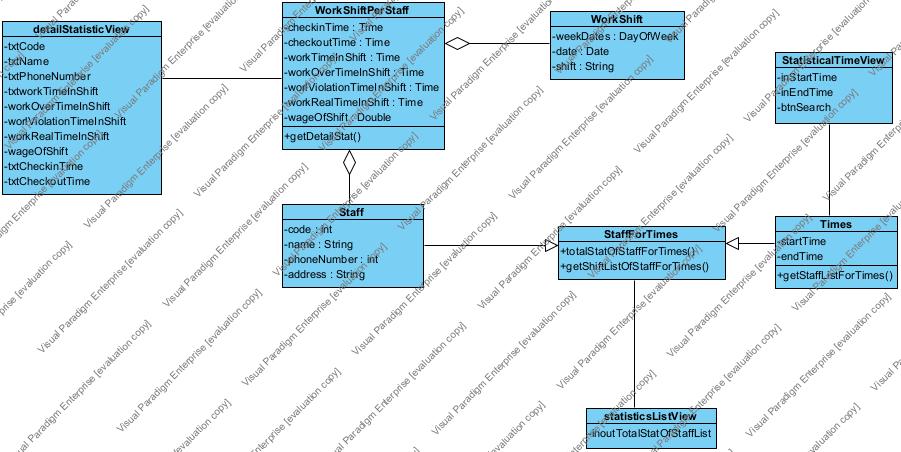 detailStatisticView
-txtCode
-txtName
-txtPhoneNumber
-txtworkTimeInShift
-workOverTimeInShift
-worlViolationTimeInShift
-workRealTimeInShift
-wageOfShift
-txtCheckinTime
-txtCheckoutTime
WorkShiftPerStaff
-checkinTime : Time
-checkoutTime : Time
-workTimeInShift : Time
-workOverTimeInShift : Time
-worlViolationTimeInShift : Time
-workRealTimeInShift : Time
-wageOfShift : Double
+getDetailStat()
WorkShift
-weekDates : DayOfWeek
-date : Date
-shift : String
StatisticalTimeView
-inStartTime
-inEndTime
-btnSearch
Staff
-code : int
-name : String
-phoneNumber : int
-address : String
StaffForTimes
+totalStatOfStaffForTimes()
+getShiftListOfStaffForTimes()
Times
-startTime
-endTime
+getStaffListForTimes()
statisticsListView
-inoutTotalStatOfStaffList
Visual Paradigm Enterprise [evaluation copy]